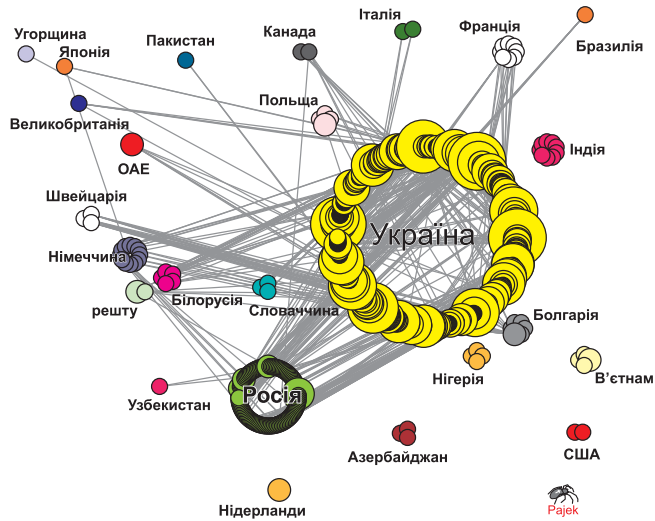 Італія
Угорщина
Канада
Франція
Японія
Пакистан
Бразилія
Польща
Великобританія
ОАЕ
Індія
Швейцарія
Україна
Німеччина
решту
Білорусія
Словаччина
Болгарія
Нігерія
В’єтнам
Узбекистан
Росія
Азербайджан
США
Нідерланди
Pajek